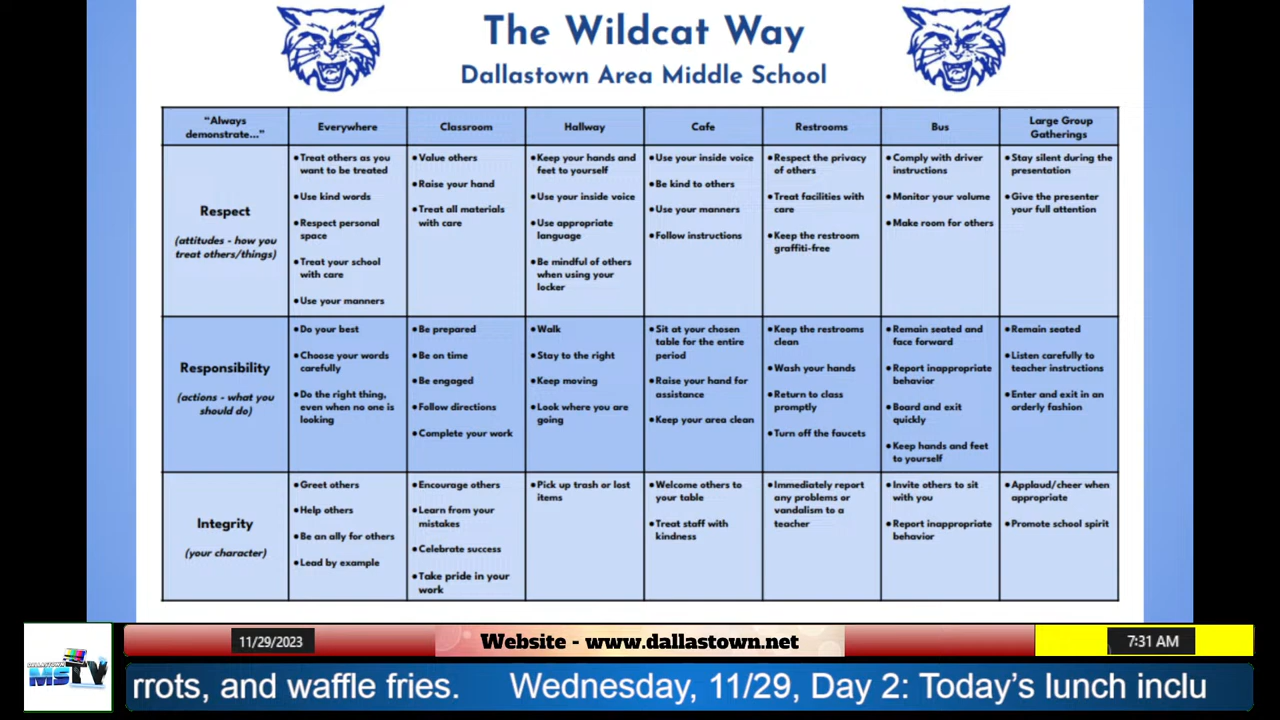 The Wildcat Way
Dallastown Area Middle School
"Always
demonstrate..."
Everywhere
Classroom
Hallway
Cafe
Restrooms
Bus
Large Group
Gatherings
Respect
(attitudes - how you
treat others/things)
•Treat others as you
want to be treated
•Use kind words
•Respect personal
space
•Treat your school
with care
•Use your manners
•Value others
•Raise your hand
•Treat all materials
with care
•Keep your hands and
feet to yourself
•Use your inside voice
•Use appropriate
language
•Be mindful of others
when using your
locker
•Use your inside voice
•Be kind to others
•Use your manners
•Follow instructions
•Respect the privacy
of others
•Treat facilities with
care
•Keep the restroom
graffiti-free
•Comply with driver
instructions
•Monitor your volume
•Make room for others
•Stay silent during the
presentation
•Give the presenter
your full attention
Responsibility
(actions - what you
should do)
•Do your best
•Choose your words
carefully
•Do the right thing,
even when no one is
looking
•Be prepared
•Be on time
•Be engaged
•Follow directions
•Complete your work
•Walk
•Stay to the right
•Keep moving
•Look where you are
going
•Sit at your chosen
table for the entire
period
•Raise your hand for
assistance
•Keep your area clean
•Keep the restrooms
clean
•Wash your hands
•Return to class
promptly
•Turn off the faucets
•Remain seated and
face forward
•Report inappropriate
behavior
•Board and exit
quickly
•Keep hands and feet
to yourself
•Remain seated
•Listen carefully to
teacher instructions
•Enter and exit in an
orderly fashion
Integrity
(your character)
•Greet others
•Help others
•Be an ally for others
•Lead by example
•Encourage others
•Learn from your
mistakes
•Celebrate success
•Take pride in your
work
•Pick up trash or lost
items
•Welcome others to
your table
•Treat staff with
kindness
•Immediately report
any problems or
vandalism to a
teacher
•Invite others to sit
with you
•Report inappropriate
behavior
•Applaud/cheer when
appropriate
•Promote school spirit
DALLASTOWN
MSTV
11/29/2023
Website - www.dallastown.net
7:31 AM
rrots, and waffle fries. Wednesday, 11/29, Day 2: Today's lunch inclu